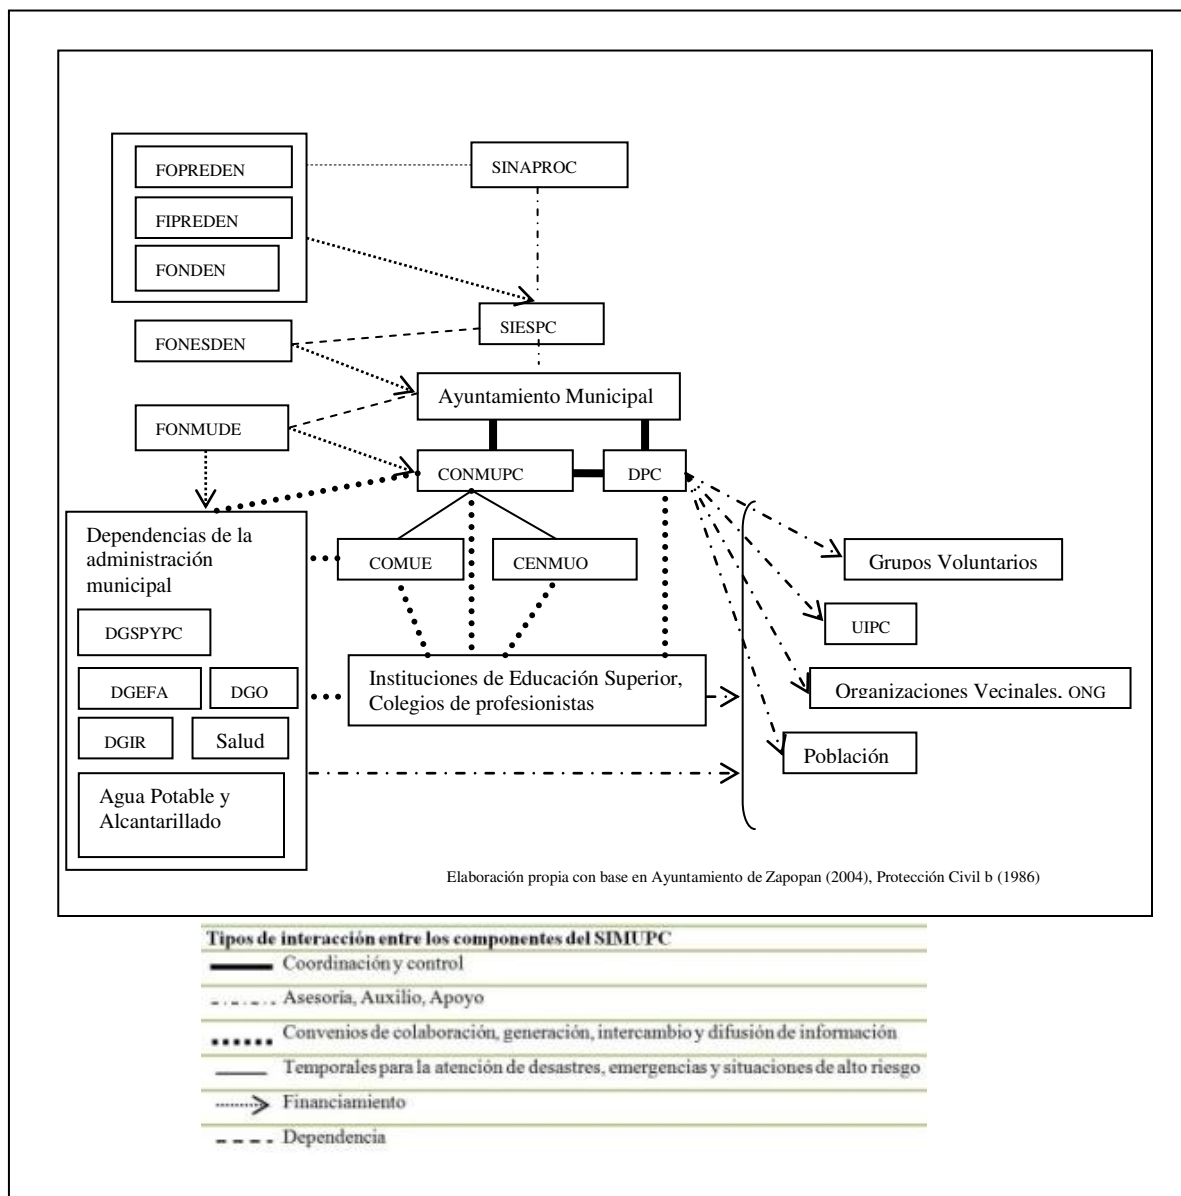 FOPREDEN
SINAPROC
FIPREDEN
FONDEN
SIESPC
FONESDEN
Ayuntamiento Municipal
FONMUDE
CONMUPC
DPC
Dependencias de la
administración
municipal
COMUE
CENMUO
Grupos Voluntarios
DGSPYPC
UIPC
Instituciones de Educación Superior,
Colegios de profesionistas
DGEFA
DGO
Organizaciones Vecinales. ONG
DGIR
Salud
Población
Agua Potable y
Alcantarillado
Elaboración propia con base en Ayuntamiento de Zapopan (2004), Protección Civil b (1986)
Tipos de interacción entre los componentes del SIMUPC
Coordinación y control
Asesoría, Auxilio, Apoyo
Convenios de colaboración, generación, intercambio y difusión de información
Temporales para la atención de desastres, emergencias y situaciones de alto riesgo
Financiamiento
Dependencia